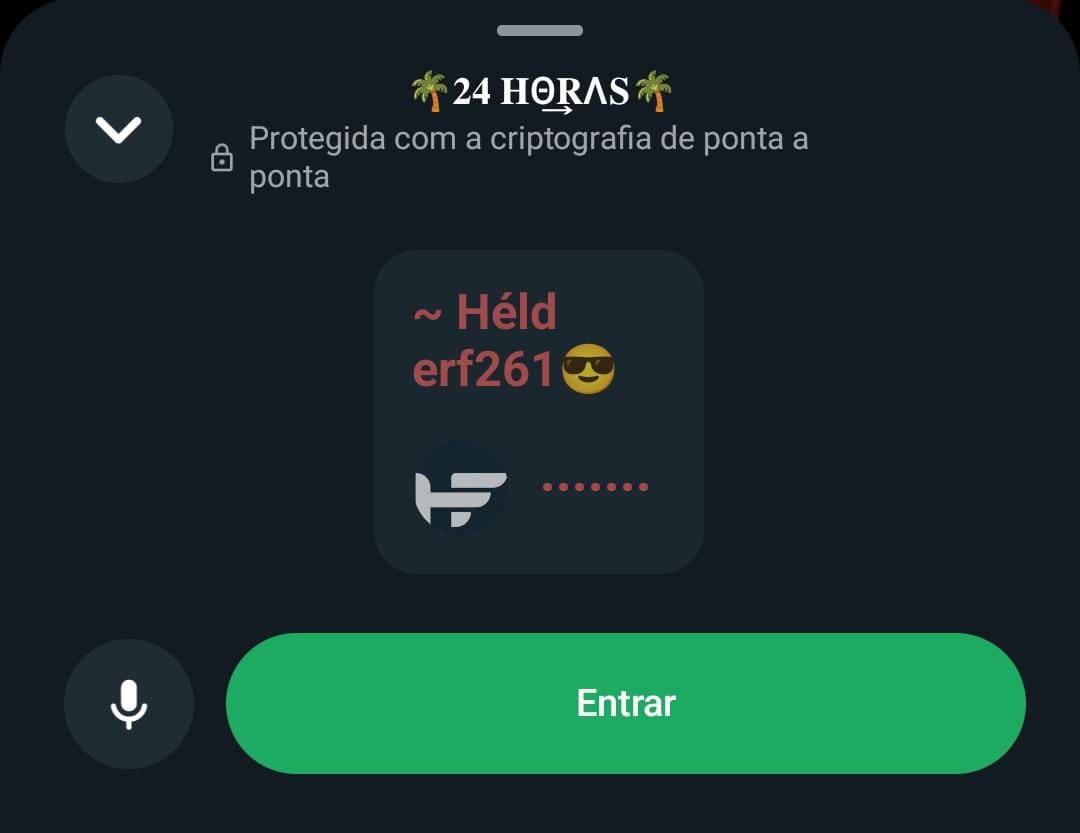 🌴24 HΘRΛS🌴
Protegida com a criptografia de ponta a
ponta
~ Héld
erf261😎
Entrar